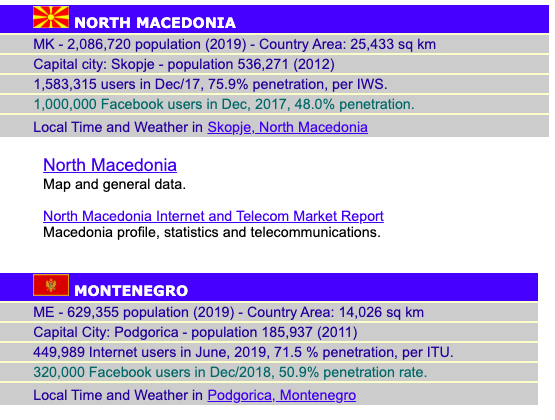 NORTH MACEDONIA
MK - 2,086,720 population (2019) - Country Area: 25,433 sq km
Capital city: Skopje - population 536,271 (2012)
1,583,315 users in Dec/17, 75.9% penetration, per IWS.
1,000,000 Facebook users in Dec, 2017, 48.0% penetration.
Local Time and Weather in Skopje, North Macedonia
North Macedonia
Map and general data.
North Macedonia Internet and Telecom Market Report
Macedonia profile, statistics and telecommunications.
MONTENEGRO
ME - 629,355 population (2019) - Country Area: 14,026 sq km
Capital City: Podgorica - population 185,937 (2011)
449,989 Internet users in June, 2019, 71.5 % penetration, per ITU.
320,000 Facebook users in Dec/2018, 50.9% penetration rate.
Local Time and Weather in Podgorica, Montenegro